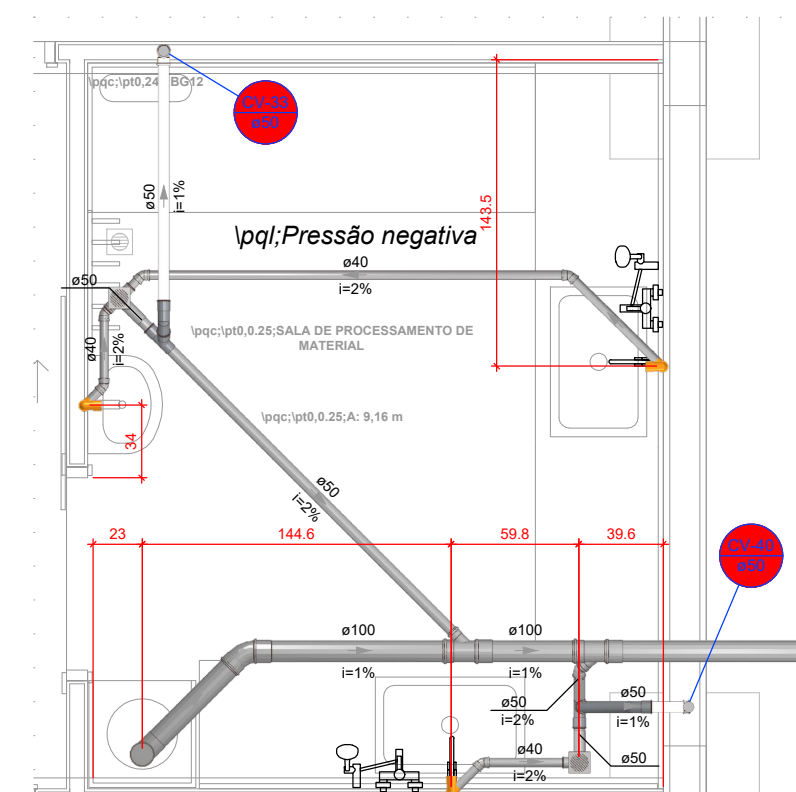 \pqc;\pt0,24  BG12
CV-33
ø50
ø50
i=1%
143.5
\pql;Pressão negativa
ø40
i=2%
ø50
\pqc;\pt0,0.25;SALA DE PROCESSAMENTO DE
MATERIAL
ø40
i=2%
\pqc;\pt0,0.25;A: 9,16 m
34
ø50
i=2%
23
144.6
59.8
39.6
CV-40
ø50
ø100
i=1%
ø100
i=1%
ø50
i=2%
ø50
i=1%
ø40
i=2%
ø50